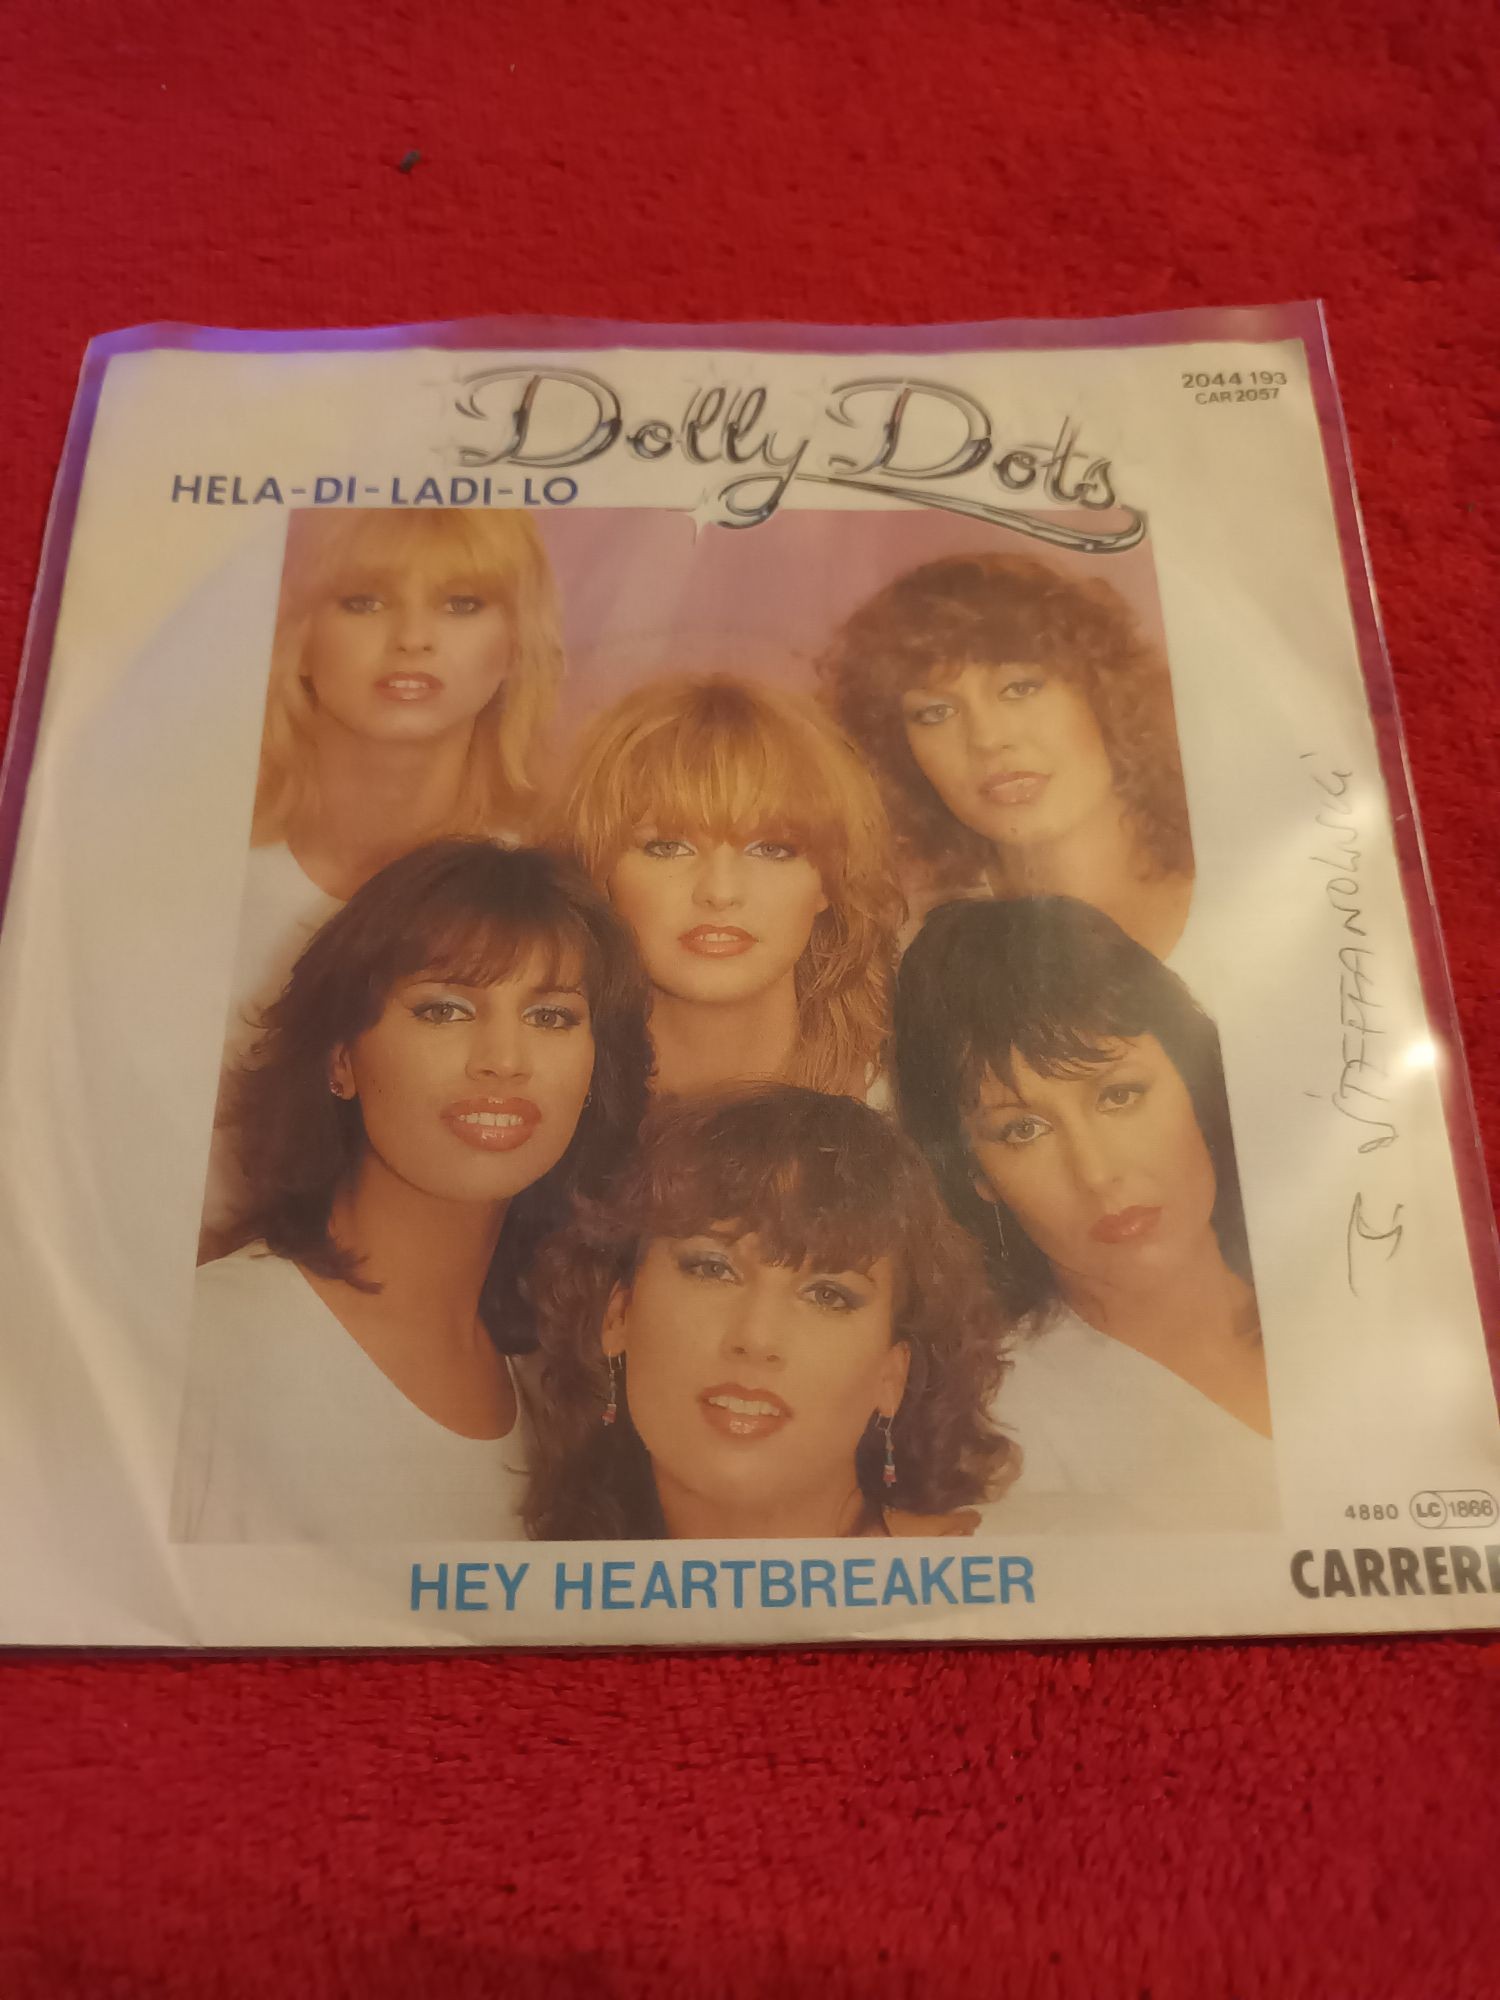 Dolly Dots
2044 193
CAR 2057
HELA-DI-LADI-LO
HEY HEARTBREAKER
4880 LC 1866
CARRERE